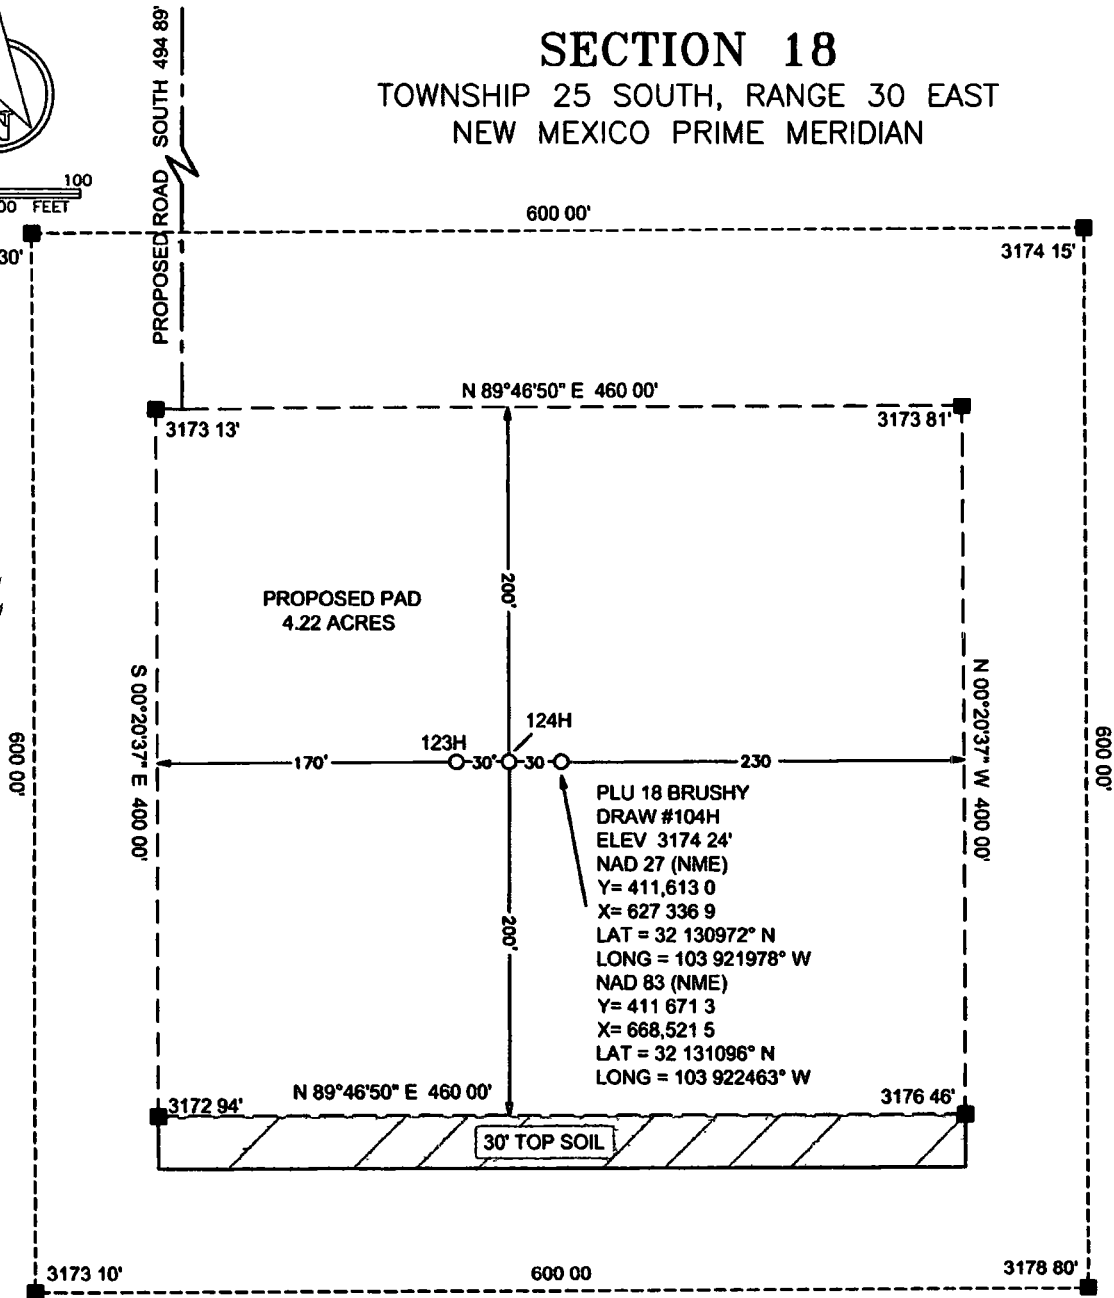 SECTION 18
TOWNSHIP 25 SOUTH, RANGE 30 EAST
NEW MEXICO PRIME MERIDIAN
N
100
00 FEET
PROPOSED ROAD SOUTH 494 89'
600 00'
30'
3174 15'
N 89°46'50" E 460 00'
3173 13'
3173 81'
200'
PROPOSED PAD
4.22 ACRES
S 00°20'37" E 400 00'
N 00°20'37" W 400 00'
600 00'
600 00'
124H
123H
170'
30'
30
230
PLU 18 BRUSHY
DRAW #104H
ELEV 3174 24'
NAD 27 (NME)
Y= 411,613 0
X= 627 336 9
LAT = 32 130972° N
LONG = 103 921978° W
NAD 83 (NME)
Y= 411 671 3
X= 668,521 5
LAT = 32 131096° N
LONG = 103 922463° W
200'
N 89°46'50" E 460 00'
3172 94'
3176 46'
30' TOP SOIL
3173 10'
600 00
3178 80'